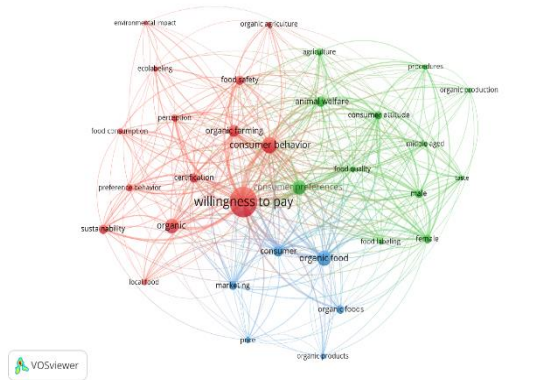 environmental impact
organic agriculture
agriculture
ecolabeling
procedures
food safety
organic production
animal welfare
perception
consumer attitude
food consumption
organic farming
consumer behavior
middle aged
food quality
certification
taste
preference behavior
consumer preferences
male
willingness to pay
organic
sustainability
female
food labeling
consumer
organic food
local food
marketing
organic foods
price
organic products
VOSviewer